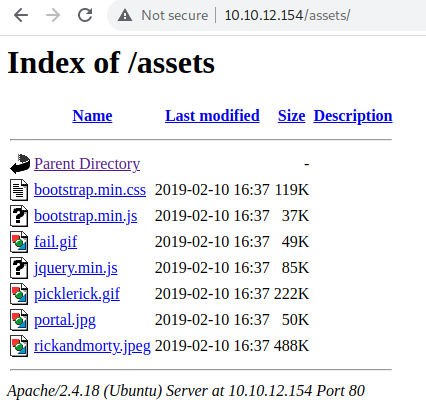 Not secure | 10.10.12.154/assets/
Index of /assets
Name Last modified Size Description
Parent Directory -
bootstrap.min.css 2019-02-10 16:37 119K
bootstrap.min.js 2019-02-10 16:37 37K
fail.gif 2019-02-10 16:37 49K
jquery.min.js 2019-02-10 16:37 85K
picklerick.gif 2019-02-10 16:37 222K
portal.jpg 2019-02-10 16:37 50K
rickandmorty.jpeg 2019-02-10 16:37 488K
Apache/2.4.18 (Ubuntu) Server at 10.10.12.154 Port 80